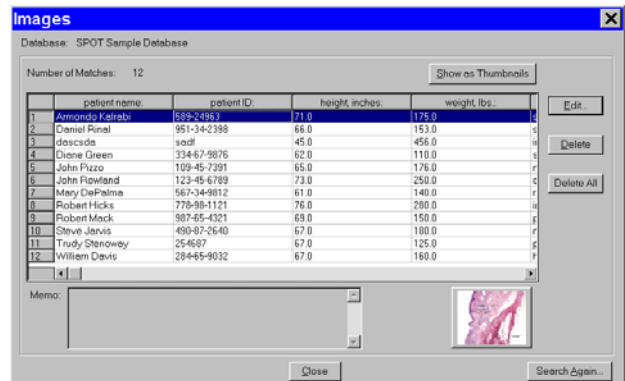 Images
Database: SPOT Sample Database
Number of Matches: 12
Show as Thumbnails
patient name: patient ID: height, inches: weight, lbs.:
1 Armondo Kalrabi 589-24963 71.0 175.0
2 Daniel Rinal 951-34-2398 66.0 153.0
3 dascsda sadf 45.0 456.0
4 Diane Green 334-67-9876 62.0 110.0
5 John Pizzo 109-45-7391 65.0 176.0
6 John Rowland 123-45-6789 73.0 250.0
7 Mary DePalma 567-34-9812 61.0 140.0
8 Robert Hicks 778-98-1121 76.0 280.0
9 Robert Mack 987-65-4321 69.0 150.0
10 Steve Jarvis 490-87-2640 67.0 180.0
11 Trudy Stenoway 254687 67.0 125.0
12 William Davis 284-65-9032 67.0 160.0
Edit...
Delete
Delete All
Memo:
Close
Search Again...